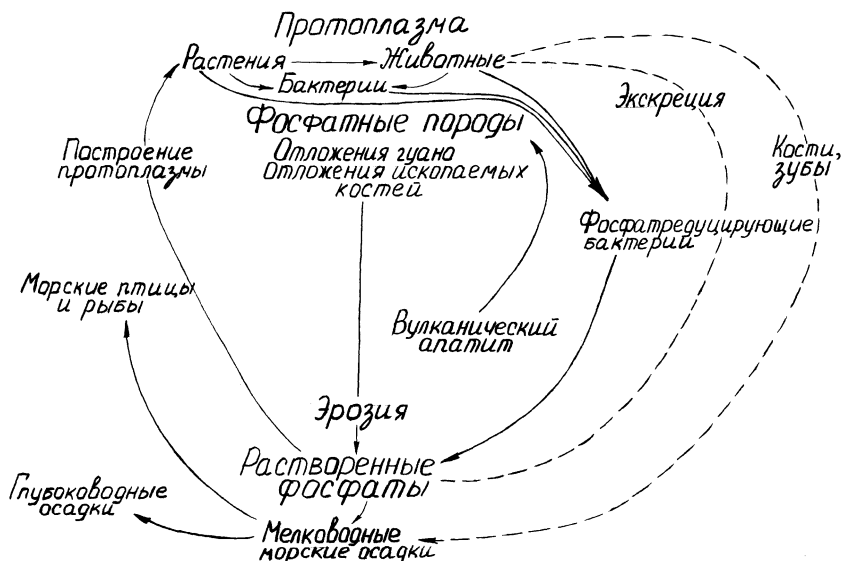 Протоплазма
Растения
Животные
Бактерии
Экскреция
Фосфатные породы
Построение
протоплазмы
Отложения гуано
Отложения ископаемых
костей
Кости,
зубы
Фосфатредуцирующие
бактерий
Морские птицы
и рыбы
Вулканический
апатит
Эрозия
Растворенные
фосфаты
Глубоководные
осадки
Мелководные
морские осадки